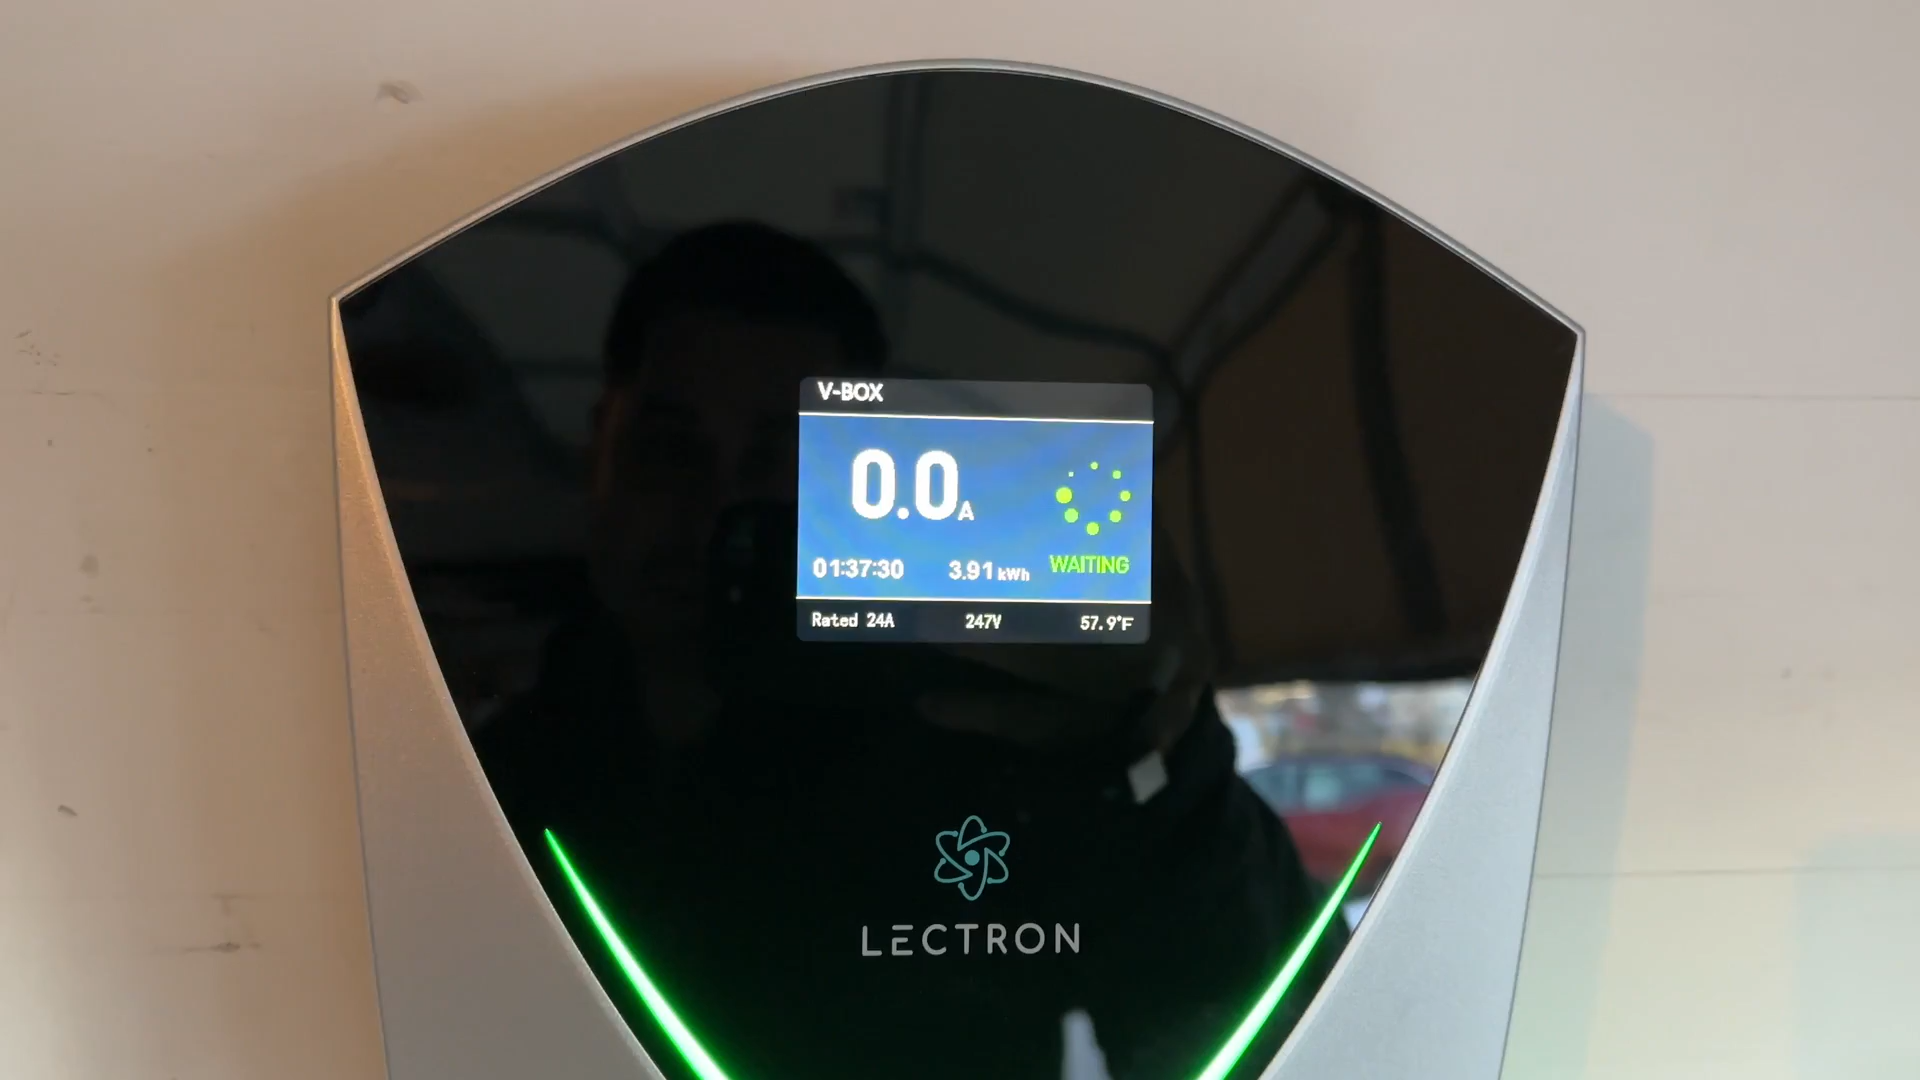 V-BOX
0.0A
01:37:30 3.91 kWh WAITING
Rated 24A 247V 57.9°F
LECTRON